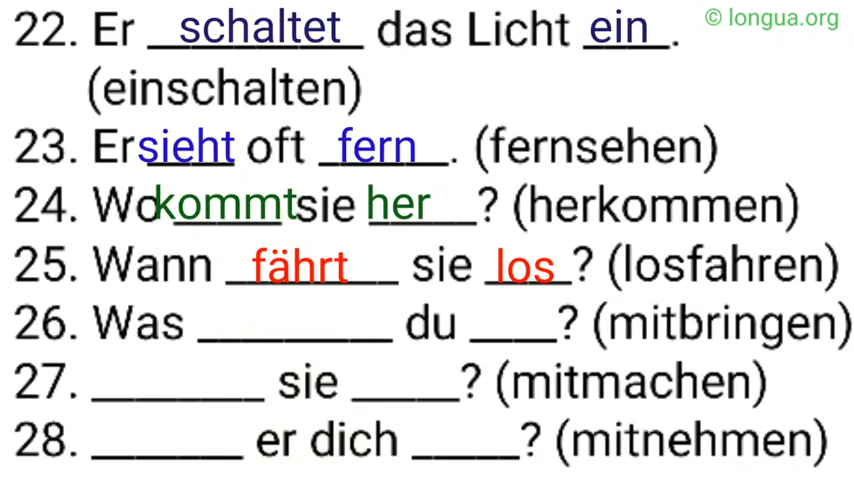 © longua.org
22. Er schaltet das Licht ein.
(einschalten)
23. Er sieht oft fern. (fernsehen)
24. Wo kommt sie her? (herkommen)
25. Wann fährt sie los? (losfahren)
26. Was _________ du ____? (mitbringen)
27. ________ sie _____? (mitmachen)
28. _______ er dich _____? (mitnehmen)